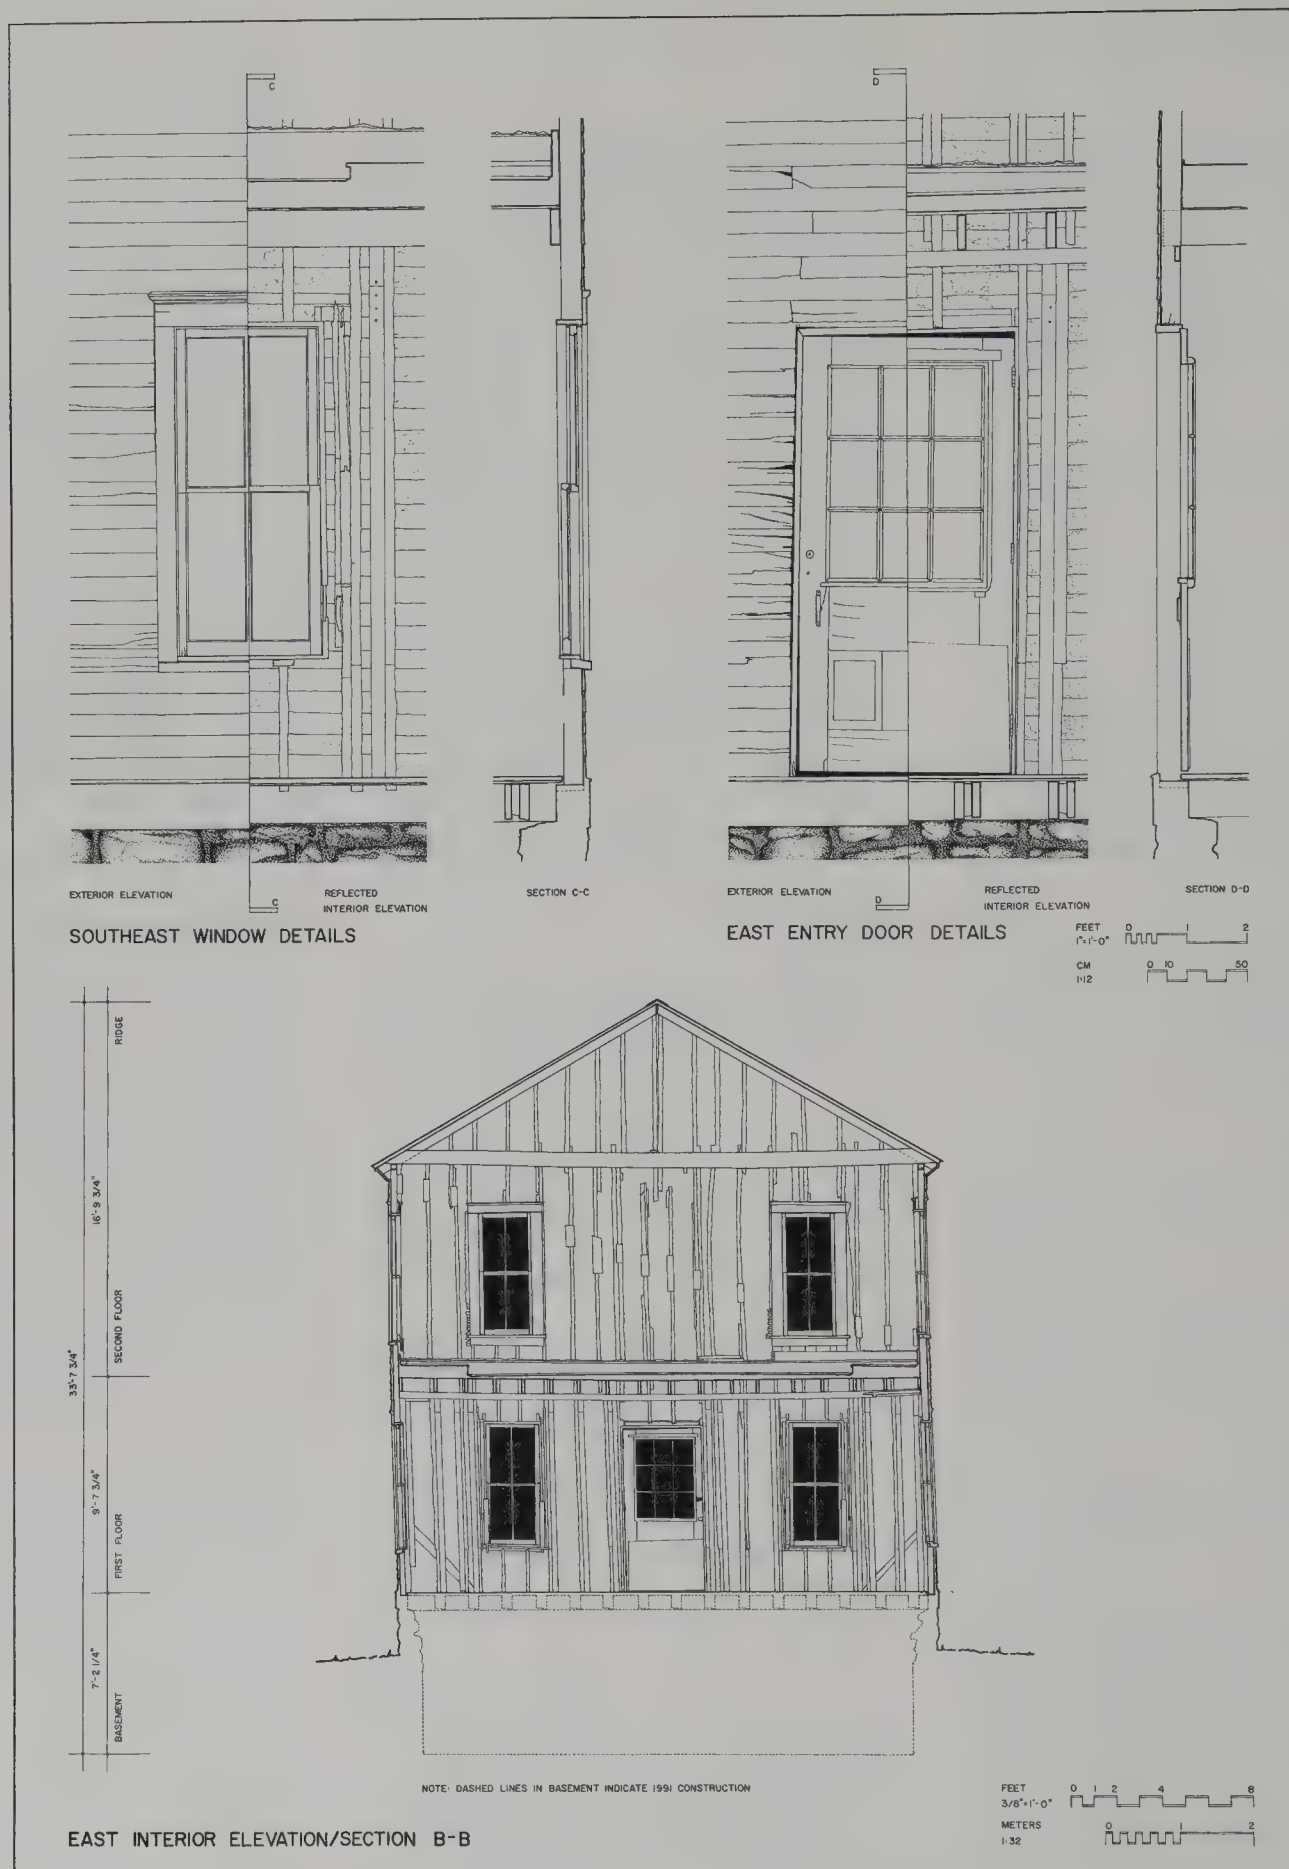 C
D
EXTERIOR ELEVATION
REFLECTED
INTERIOR ELEVATION
SECTION C-C
C
SOUTHEAST WINDOW DETAILS
EXTERIOR ELEVATION
REFLECTED
INTERIOR ELEVATION
SECTION D-D
D
EAST ENTRY DOOR DETAILS
FEET 0 1 2
1"=1'-0"
CM 0 10 50
1:12
RIDGE
16'-9 3/4"
SECOND FLOOR
33'-7 3/4"
9'-7 3/4"
FIRST FLOOR
7'-2 1/4"
BASEMENT
NOTE: DASHED LINES IN BASEMENT INDICATE 1991 CONSTRUCTION
FEET 0 1 2 4 8
3/8"=1'-0"
METERS 0 1 2
1:32
EAST INTERIOR ELEVATION/SECTION B-B